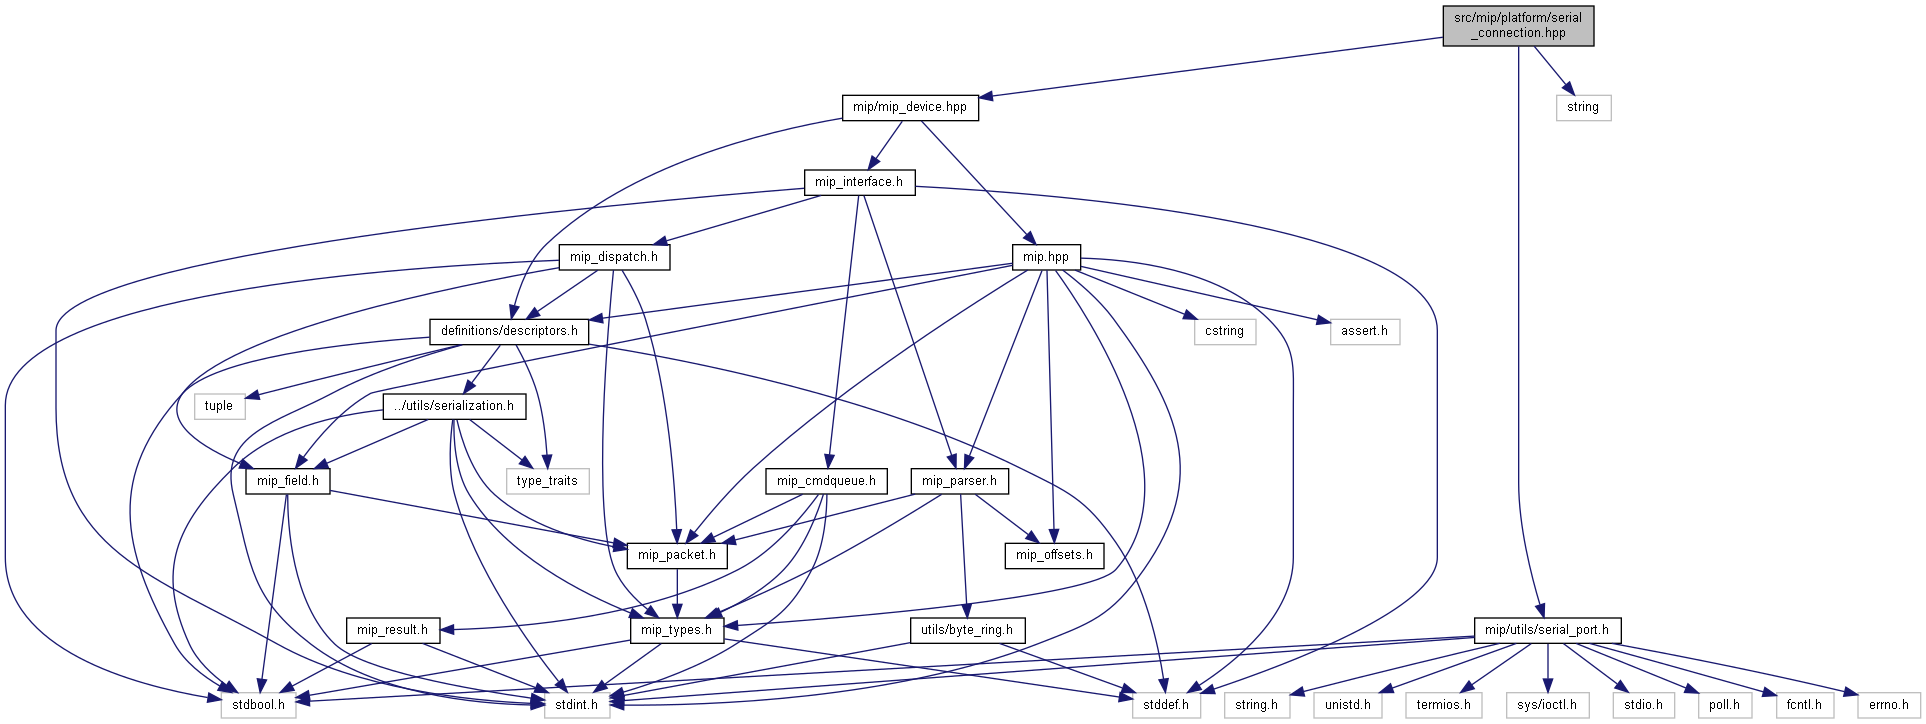 src/mip/platform/serial
_connection.hpp
mip/mip_device.hpp
string
mip_interface.h
mip_dispatch.h
mip.hpp
definitions/descriptors.h
cstring
assert.h
tuple
../utils/serialization.h
mip_field.h
type_traits
mip_cmdqueue.h
mip_parser.h
mip_packet.h
mip_offsets.h
mip_result.h
mip_types.h
utils/byte_ring.h
mip/utils/serial_port.h
stdbool.h
stdint.h
stddef.h
string.h
unistd.h
termios.h
sys/ioctl.h
stdio.h
poll.h
fcntl.h
errno.h